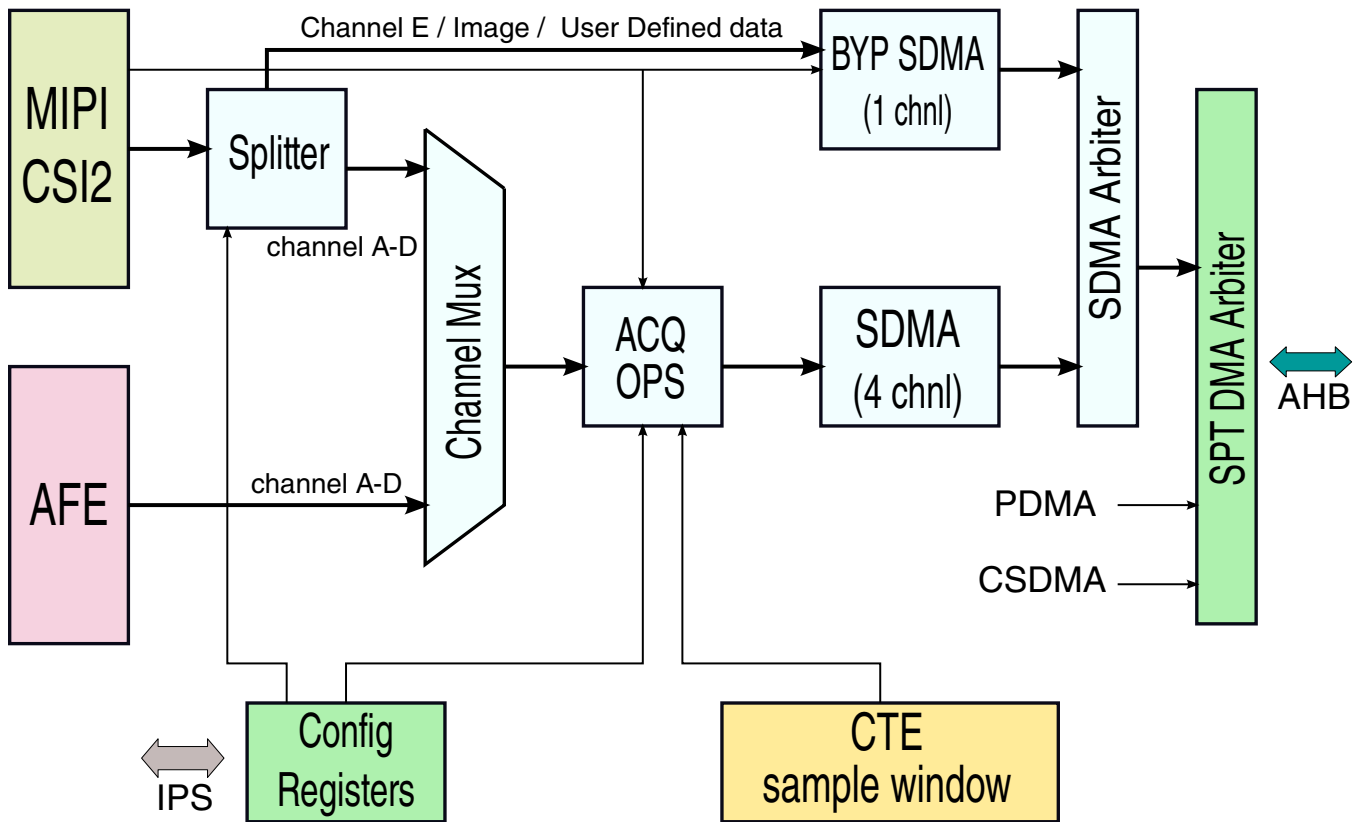 Channel E / Image / User Defined data
MIPI
CSI2
Splitter
BYP SDMA
(1 chnl)
SDMA Arbiter
SPT DMA Arbiter
channel A-D
Channel Mux
ACQ
OPS
SDMA
(4 chnl)
AHB
AFE
channel A-D
PDMA
CSDMA
Config
Registers
IPS
CTE
sample window